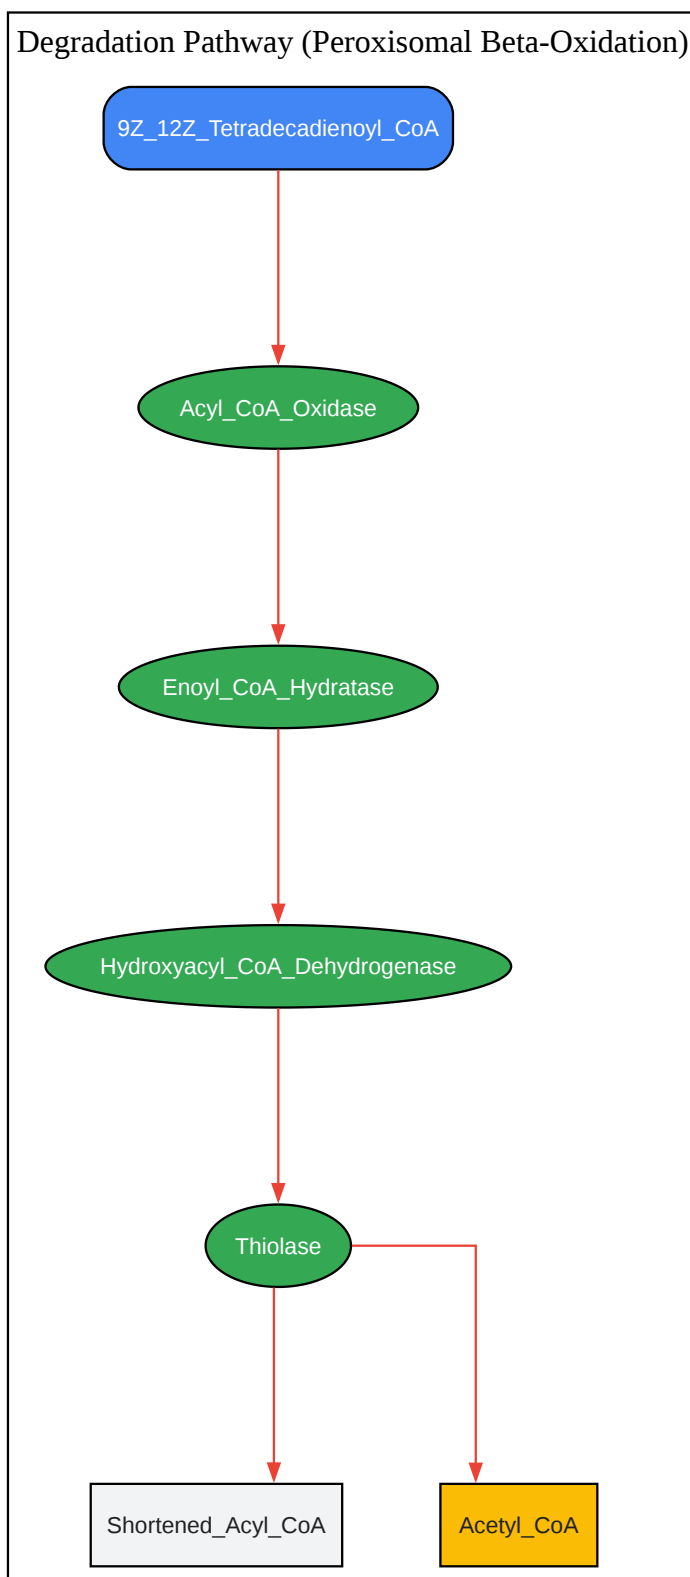 Degradation Pathway (Peroxisomal Beta-Oxidation)
9Z_12Z_Tetradecadienoyl_CoA
Acyl_CoA_Oxidase
Enoyl_CoA_Hydratase
Hydroxyacyl_CoA_Dehydrogenase
Thiolase
Shortened_Acyl_CoA
Acetyl_CoA